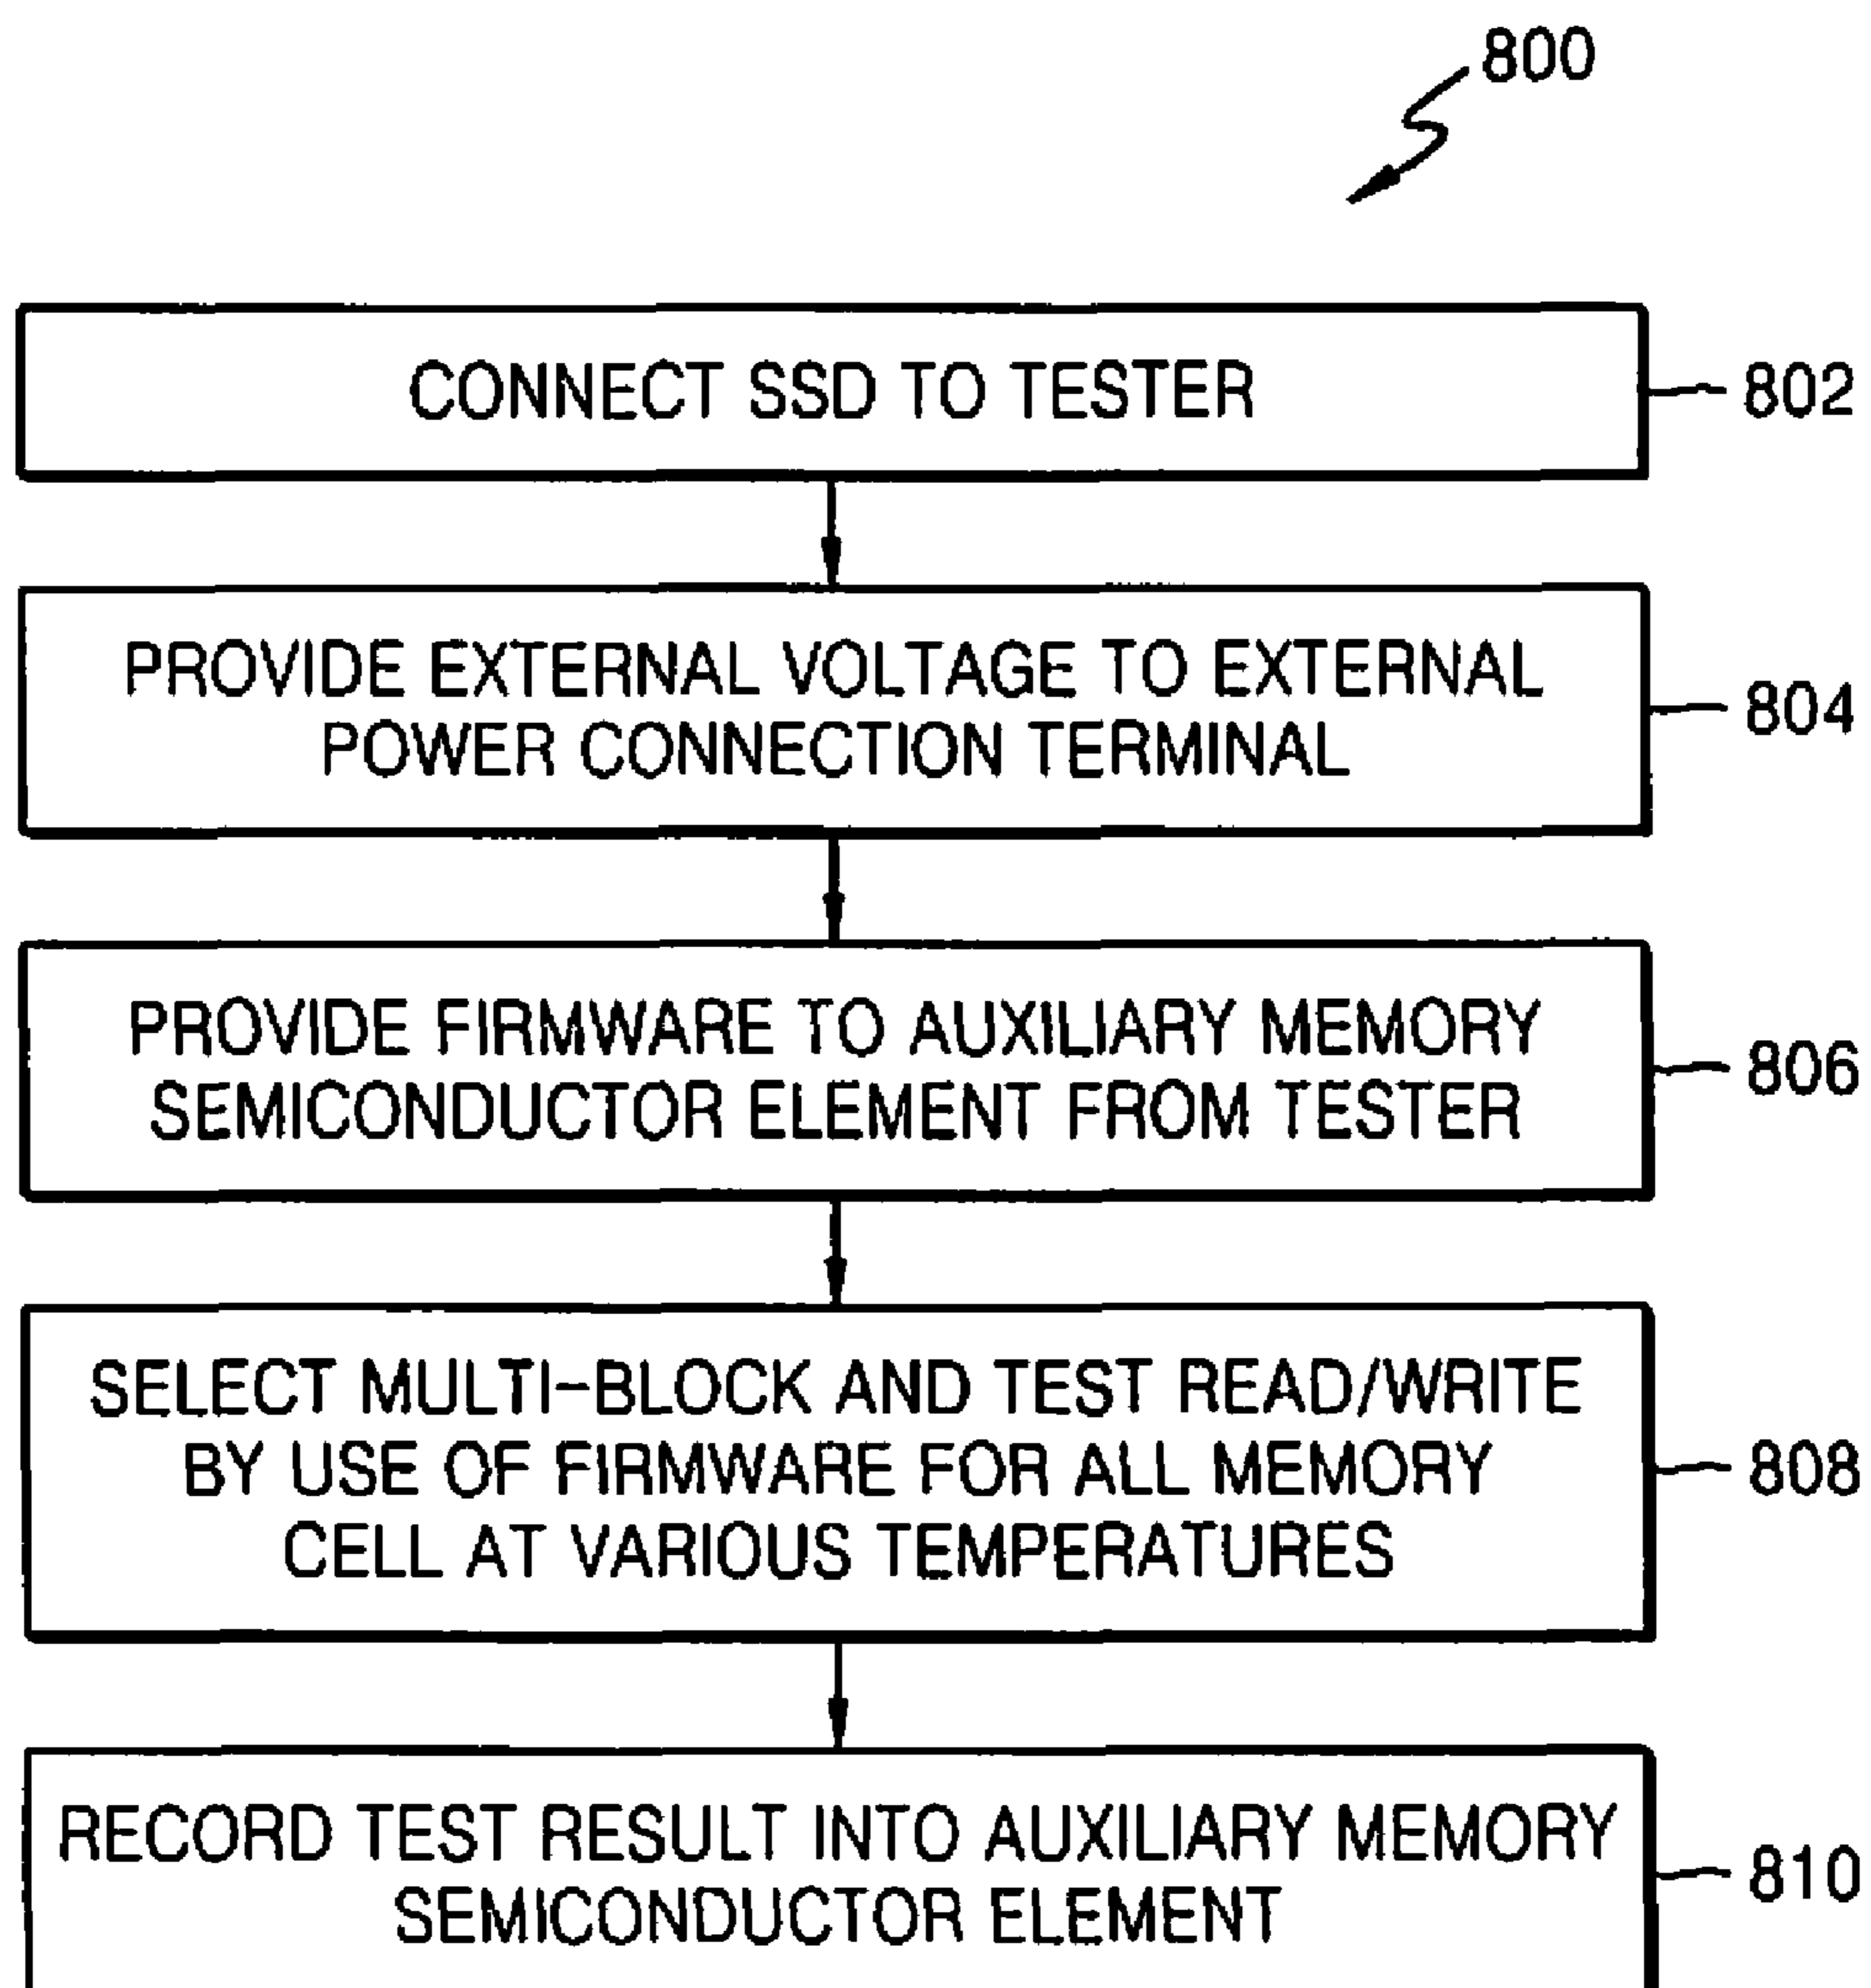 800
CONNECT SSD TO TESTER
802
PROVIDE EXTERNAL VOLTAGE TO EXTERNAL
POWER CONNECTION TERMINAL
804
PROVIDE FIRMWARE TO AUXILIARY MEMORY
SEMICONDUCTOR ELEMENT FROM TESTER
806
SELECT MULTI-BLOCK AND TEST READ/WRITE
BY USE OF FIRMWARE FOR ALL MEMORY
CELL AT VARIOUS TEMPERATURES
808
RECORD TEST RESULT INTO AUXILIARY MEMORY
SEMICONDUCTOR ELEMENT
810